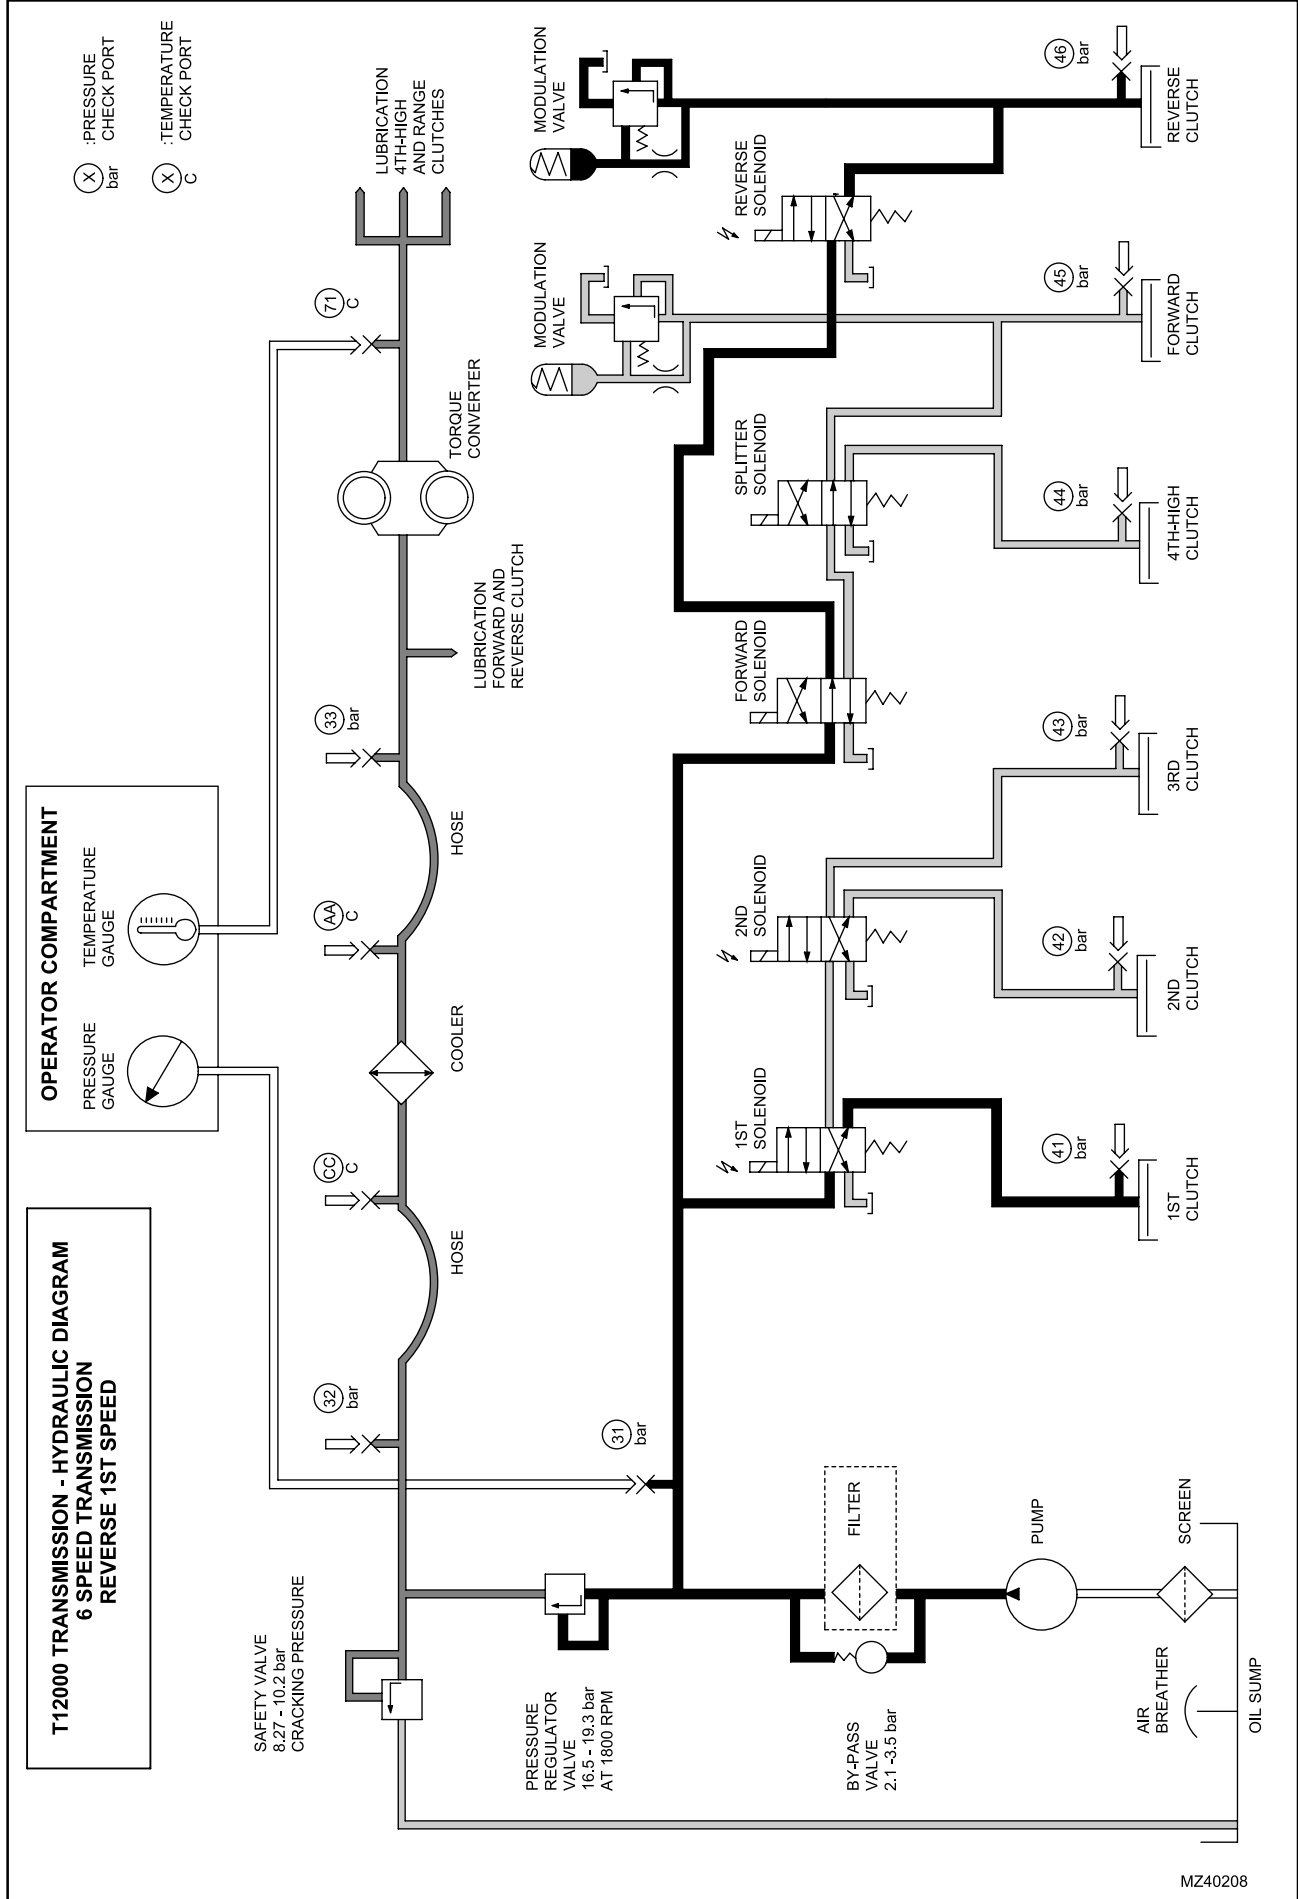 T12000 TRANSMISSION - HYDRAULIC DIAGRAM
6 SPEED TRANSMISSION
REVERSE 1ST SPEED
OPERATOR COMPARTMENT
PRESSURE
GAUGE
TEMPERATURE
GAUGE
X
bar
:PRESSURE
CHECK PORT
X
C
:TEMPERATURE
CHECK PORT
SAFETY VALVE
8.27 - 10.2 bar
CRACKING PRESSURE
32
bar
HOSE
CC
C
COOLER
AA
C
HOSE
33
bar
LUBRICATION
FORWARD AND
REVERSE CLUTCH
TORQUE
CONVERTER
71
C
LUBRICATION
4TH-HIGH
AND RANGE
CLUTCHES
PRESSURE
REGULATOR
VALVE
16.5 - 19.3 bar
AT 1800 RPM
31
bar
MODULATION
VALVE
MODULATION
VALVE
1ST
SOLENOID
2ND
SOLENOID
FORWARD
SOLENOID
SPLITTER
SOLENOID
REVERSE
SOLENOID
BY-PASS
VALVE
2.1 -3.5 bar
FILTER
PUMP
SCREEN
AIR
BREATHER
OIL SUMP
41
bar
42
bar
43
bar
44
bar
45
bar
46
bar
1ST
CLUTCH
2ND
CLUTCH
3RD
CLUTCH
4TH-HIGH
CLUTCH
FORWARD
CLUTCH
REVERSE
CLUTCH
MZ40208